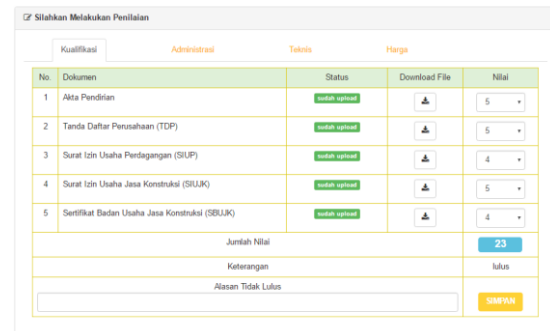 Silahkan Melakukan Penilaian
Kualifikasi Administrasi Teknis Harga
No. Dokumen Status Download File Nilai
1 Akta Pendirian sudah upload 5
2 Tanda Daftar Perusahaan (TDP) sudah upload 5
3 Surat Izin Usaha Perdagangan (SIUP) sudah upload 4
4 Surat Izin Usaha Jasa Konstruksi (SIUJK) sudah upload 5
5 Sertifikat Badan Usaha Jasa Konstruksi (SBUJK) sudah upload 4
Jumlah Nilai 23
Keterangan lulus
Alasan Tidak Lulus
SIMPAN